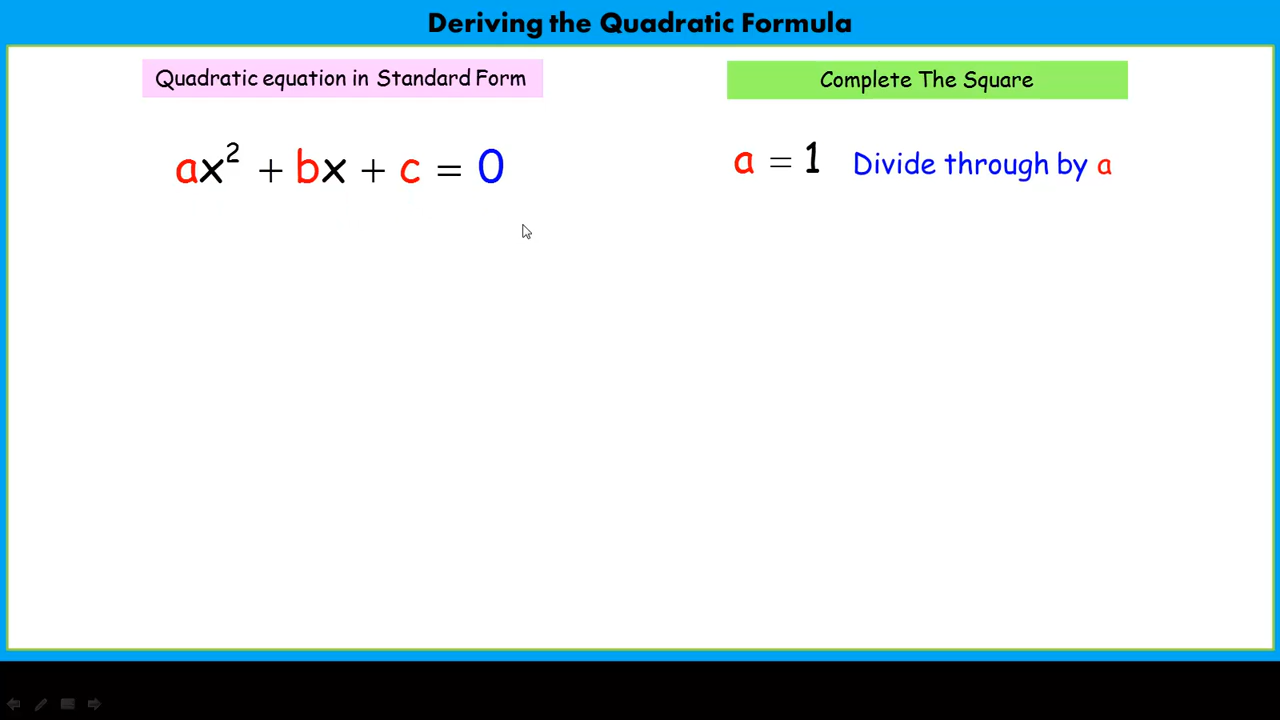 Deriving the Quadratic Formula
Quadratic equation in Standard Form
ax² + bx + c = 0
Complete The Square
a = 1 Divide through by a